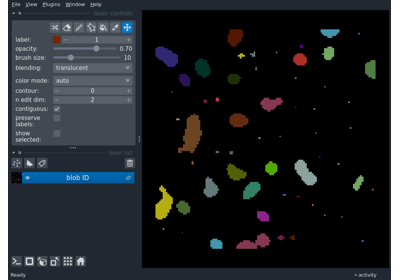 File View Plugins Window Help
layer controls
label: 1
opacity: 0.70
brush size: 10
blending: translucent
color mode: auto
contour: 0
n edit dim: 2
contiguous:
preserve
labels:
show
selected:
layer list
blob ID
Ready activity